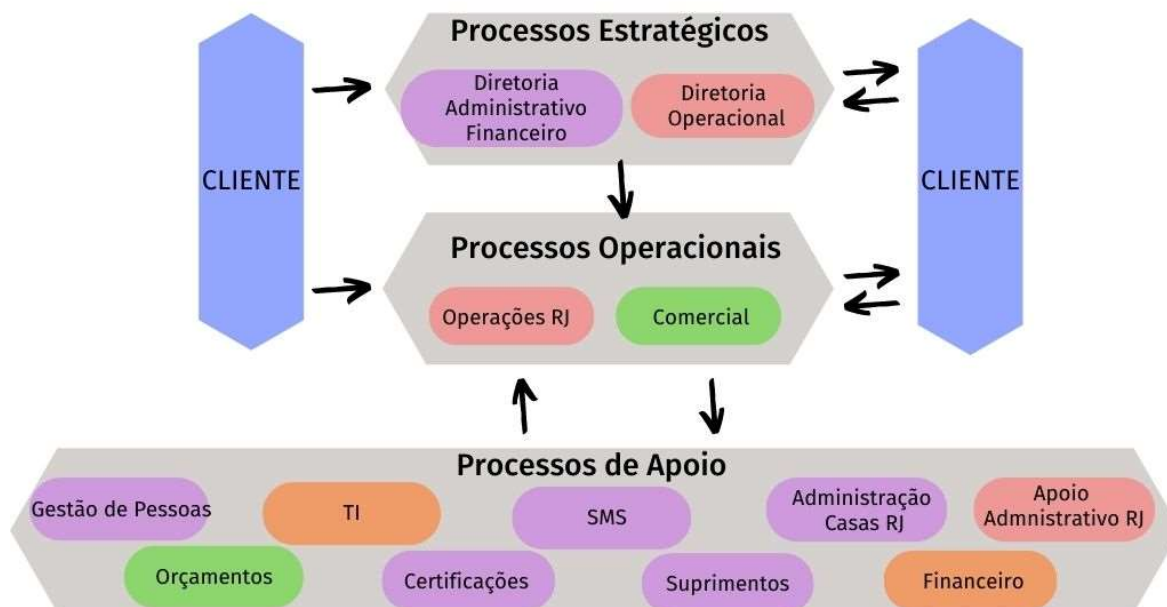 Processos Estratégicos
Diretoria
Administrativo
Financeiro
Diretoria
Operacional
CLIENTE
CLIENTE
Processos Operacionais
Operações RJ
Comercial
Processos de Apoio
Gestão de Pessoas
TI
SMS
Administração
Casas RJ
Apoio
Admnistrativo RJ
Orçamentos
Certificações
Suprimentos
Financeiro